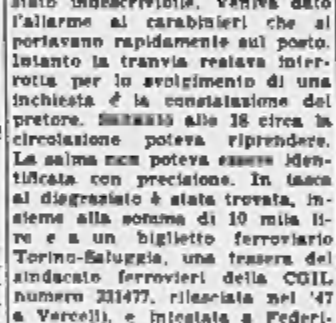 stato indescrivibile. Veniva dato
l'allarme ai carabinieri che si
portavano rapidamente sul posto.
Intanto la tranvia restava inter-
rotta per lo svolgimento di una
inchiesta e la constatazione del
pretore. alle 18 circa la
circolazione poteva riprendere.
La salma non poteva essere iden-
tificata con precisione. In tasca
al disgraziato è stata trovata, in-
sieme alla somma di 10 mila li-
re e a un biglietto ferroviario
Torino-Saluggia, una tessera del
sindacato ferrovieri della CGIL
numero 231477, rilasciata nel '47
a Vercelli, e intestata a Federi-